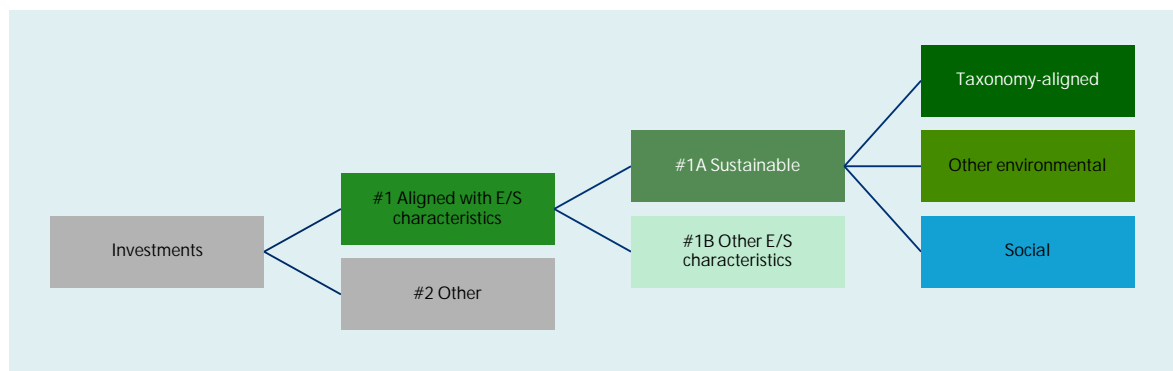 Taxonomy-aligned
#1A Sustainable
Other environmental
#1 Aligned with E/S
characteristics
Investments
#1B Other E/S
characteristics
Social
#2 Other